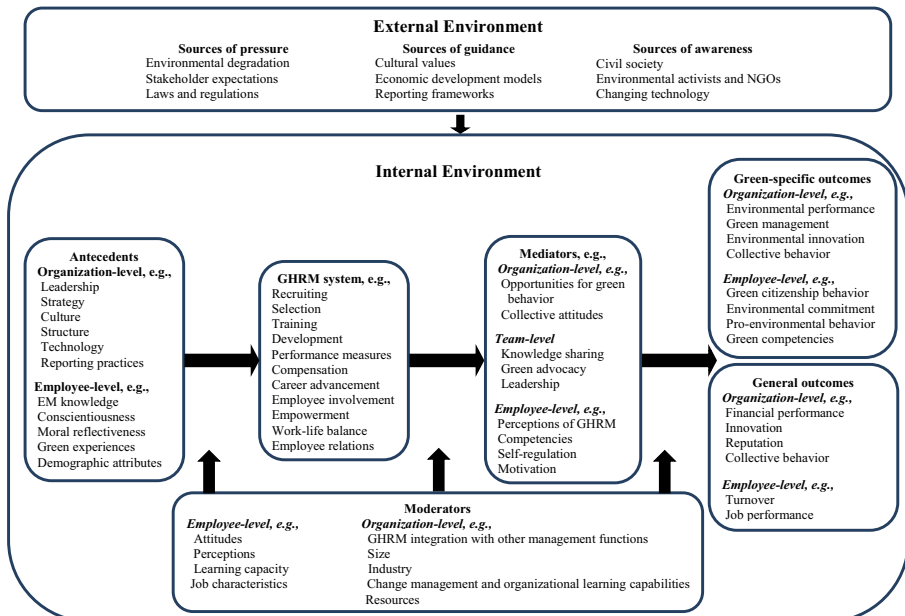 External Environment
Sources of pressure
Environmental degradation
Stakeholder expectations
Laws and regulations
Sources of guidance
Cultural values
Economic development models
Reporting frameworks
Sources of awareness
Civil society
Environmental activists and NGOs
Changing technology
Internal Environment
Antecedents
Organization-level, e.g.,
Leadership
Strategy
Culture
Structure
Technology
Reporting practices
Employee-level, e.g.,
EM knowledge
Conscientiousness
Moral reflectiveness
Green experiences
Demographic attributes
GHRM system, e.g.,
Recruiting
Selection
Training
Development
Performance measures
Compensation
Career advancement
Employee involvement
Empowerment
Work-life balance
Employee relations
Mediators, e.g.,
Organization-level, e.g.,
Opportunities for green
behavior
Collective attitudes
Team-level
Knowledge sharing
Green advocacy
Leadership
Employee-level, e.g.,
Perceptions of GHRM
Competencies
Self-regulation
Motivation
Green-specific outcomes
Organization-level, e.g.,
Environmental performance
Green management
Environmental innovation
Collective behavior
Employee-level, e.g.,
Green citizenship behavior
Environmental commitment
Pro-environmental behavior
Green competencies
General outcomes
Organization-level, e.g.,
Financial performance
Innovation
Reputation
Collective behavior
Employee-level, e.g.,
Turnover
Job performance
Moderators
Employee-level, e.g.,
Attitudes
Perceptions
Learning capacity
Job characteristics
Organization-level, e.g.,
GHRM integration with other management functions
Size
Industry
Change management and organizational learning capabilities
Resources